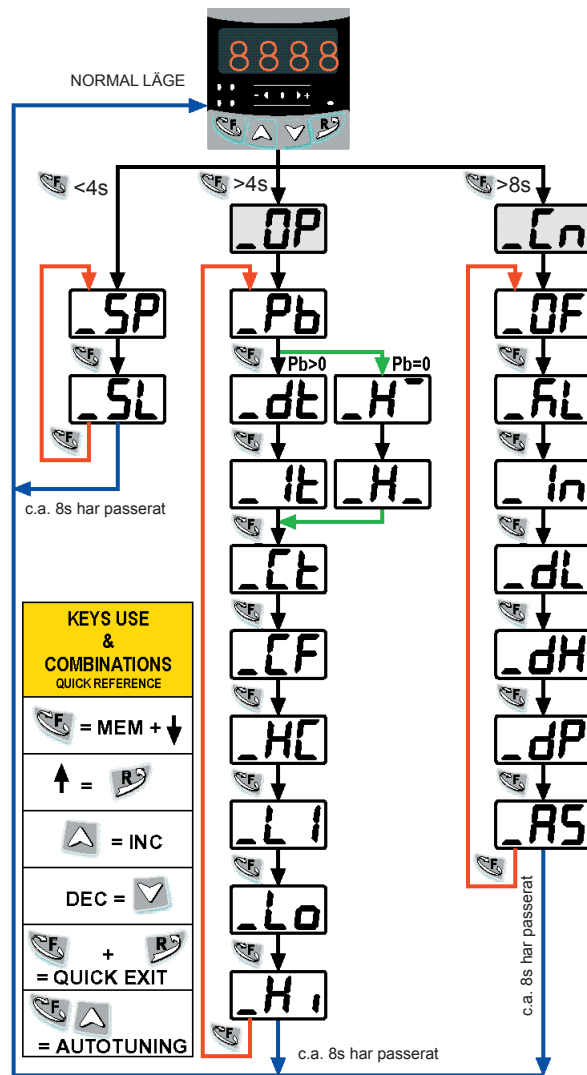 8888
NORMAL LÄGE
F R
F <4s
F >4s
F >8s
_OP
_Cn
_SP
F
_SL
F
c.a. 8s har passerat
_Pb
F
Pb>0 Pb=0
_dt
_H¯
F
_It
_H_
F
_Ct
F
_CF
F
_HC
F
_LI
F
_Lo
F
_Hi
F
c.a. 8s har passerat
_OF
F
_AL
F
_In
F
_dL
F
_dH
F
_dP
F
_AS
F
c.a. 8s har passerat
KEYS USE
&
COMBINATIONS
QUICK REFERENCE
F = MEM +
= R
= INC
DEC =
F + R
= QUICK EXIT
F
= AUTOTUNING